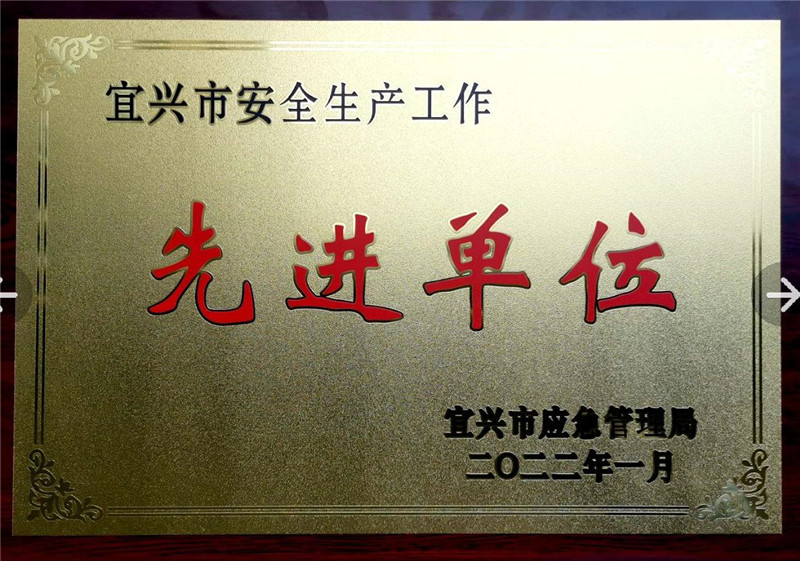 宜兴市安全生产工作
先进单位
宜兴市应急管理局
二〇二二年一月